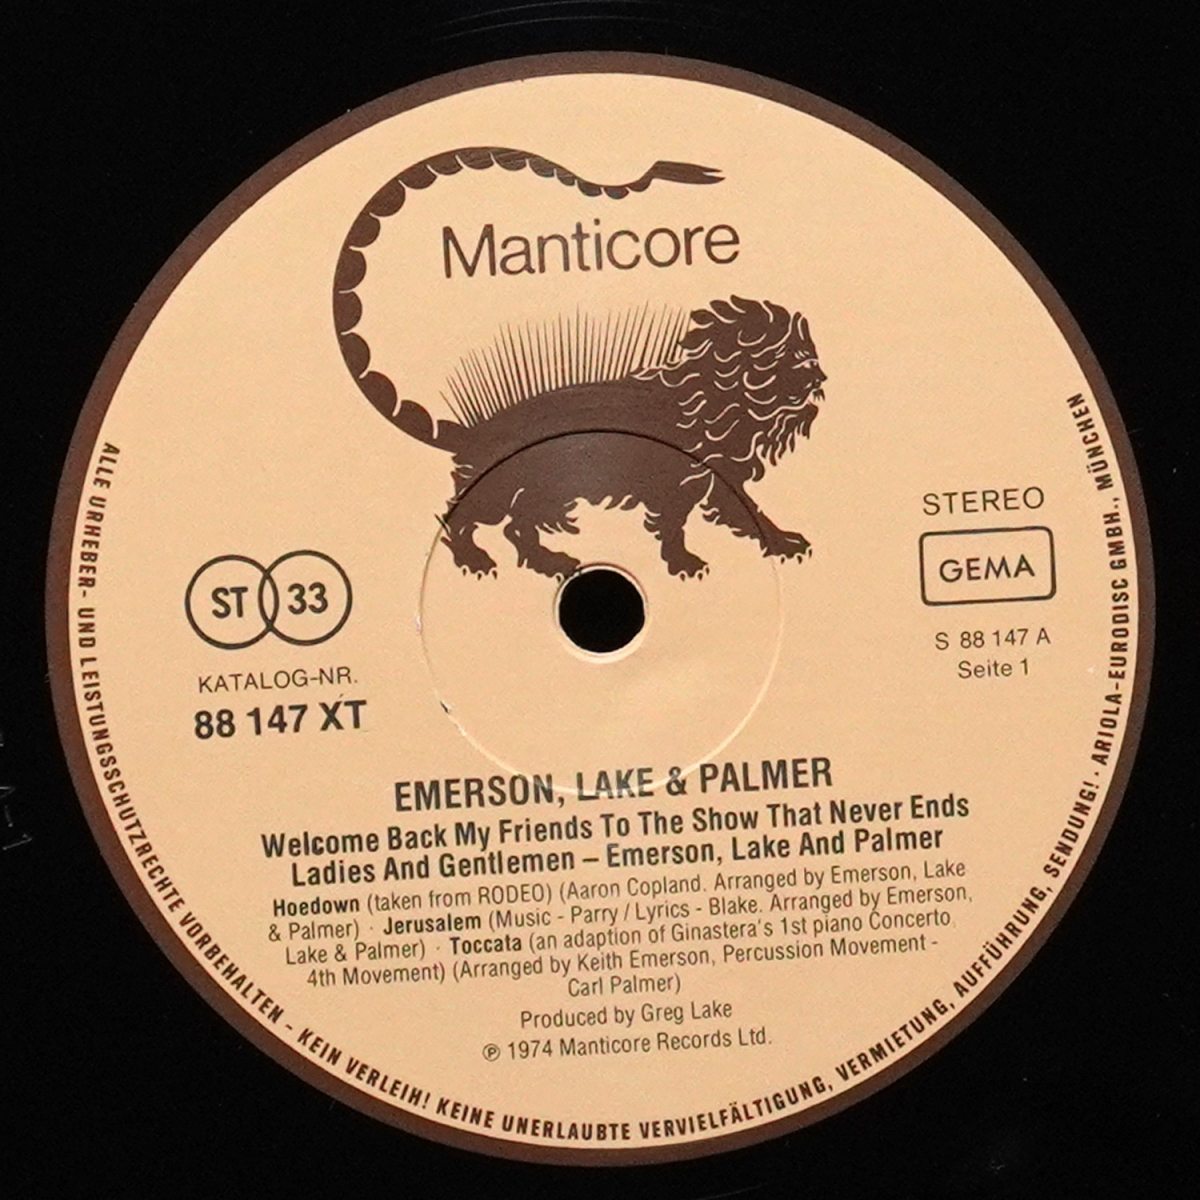 Manticore
STEREO
GEMA
S 88 147 A
Seite 1
ST 33
KATALOG-NR.
88 147 XT
EMERSON, LAKE & PALMER
Welcome Back My Friends To The Show That Never Ends
Ladies And Gentlemen – Emerson, Lake And Palmer
Hoedown (taken from RODEO) (Aaron Copland. Arranged by Emerson, Lake
& Palmer) · Jerusalem (Music - Parry / Lyrics - Blake. Arranged by Emerson,
Lake & Palmer) · Toccata (an adaption of Ginastera's 1st piano Concerto,
4th Movement) (Arranged by Keith Emerson, Percussion Movement -
Carl Palmer)
Produced by Greg Lake
℗ 1974 Manticore Records Ltd.
ALLE URHEBER- UND LEISTUNGSSCHUTZRECHTE VORBEHALTEN - KEIN VERLEIH! KEINE UNERLAUBTE VERVIELFÄLTIGUNG, VERMIETUNG, AUFFÜHRUNG, SENDUNG! · ARIOLA-EURODISC GMBH., MÜNCHEN